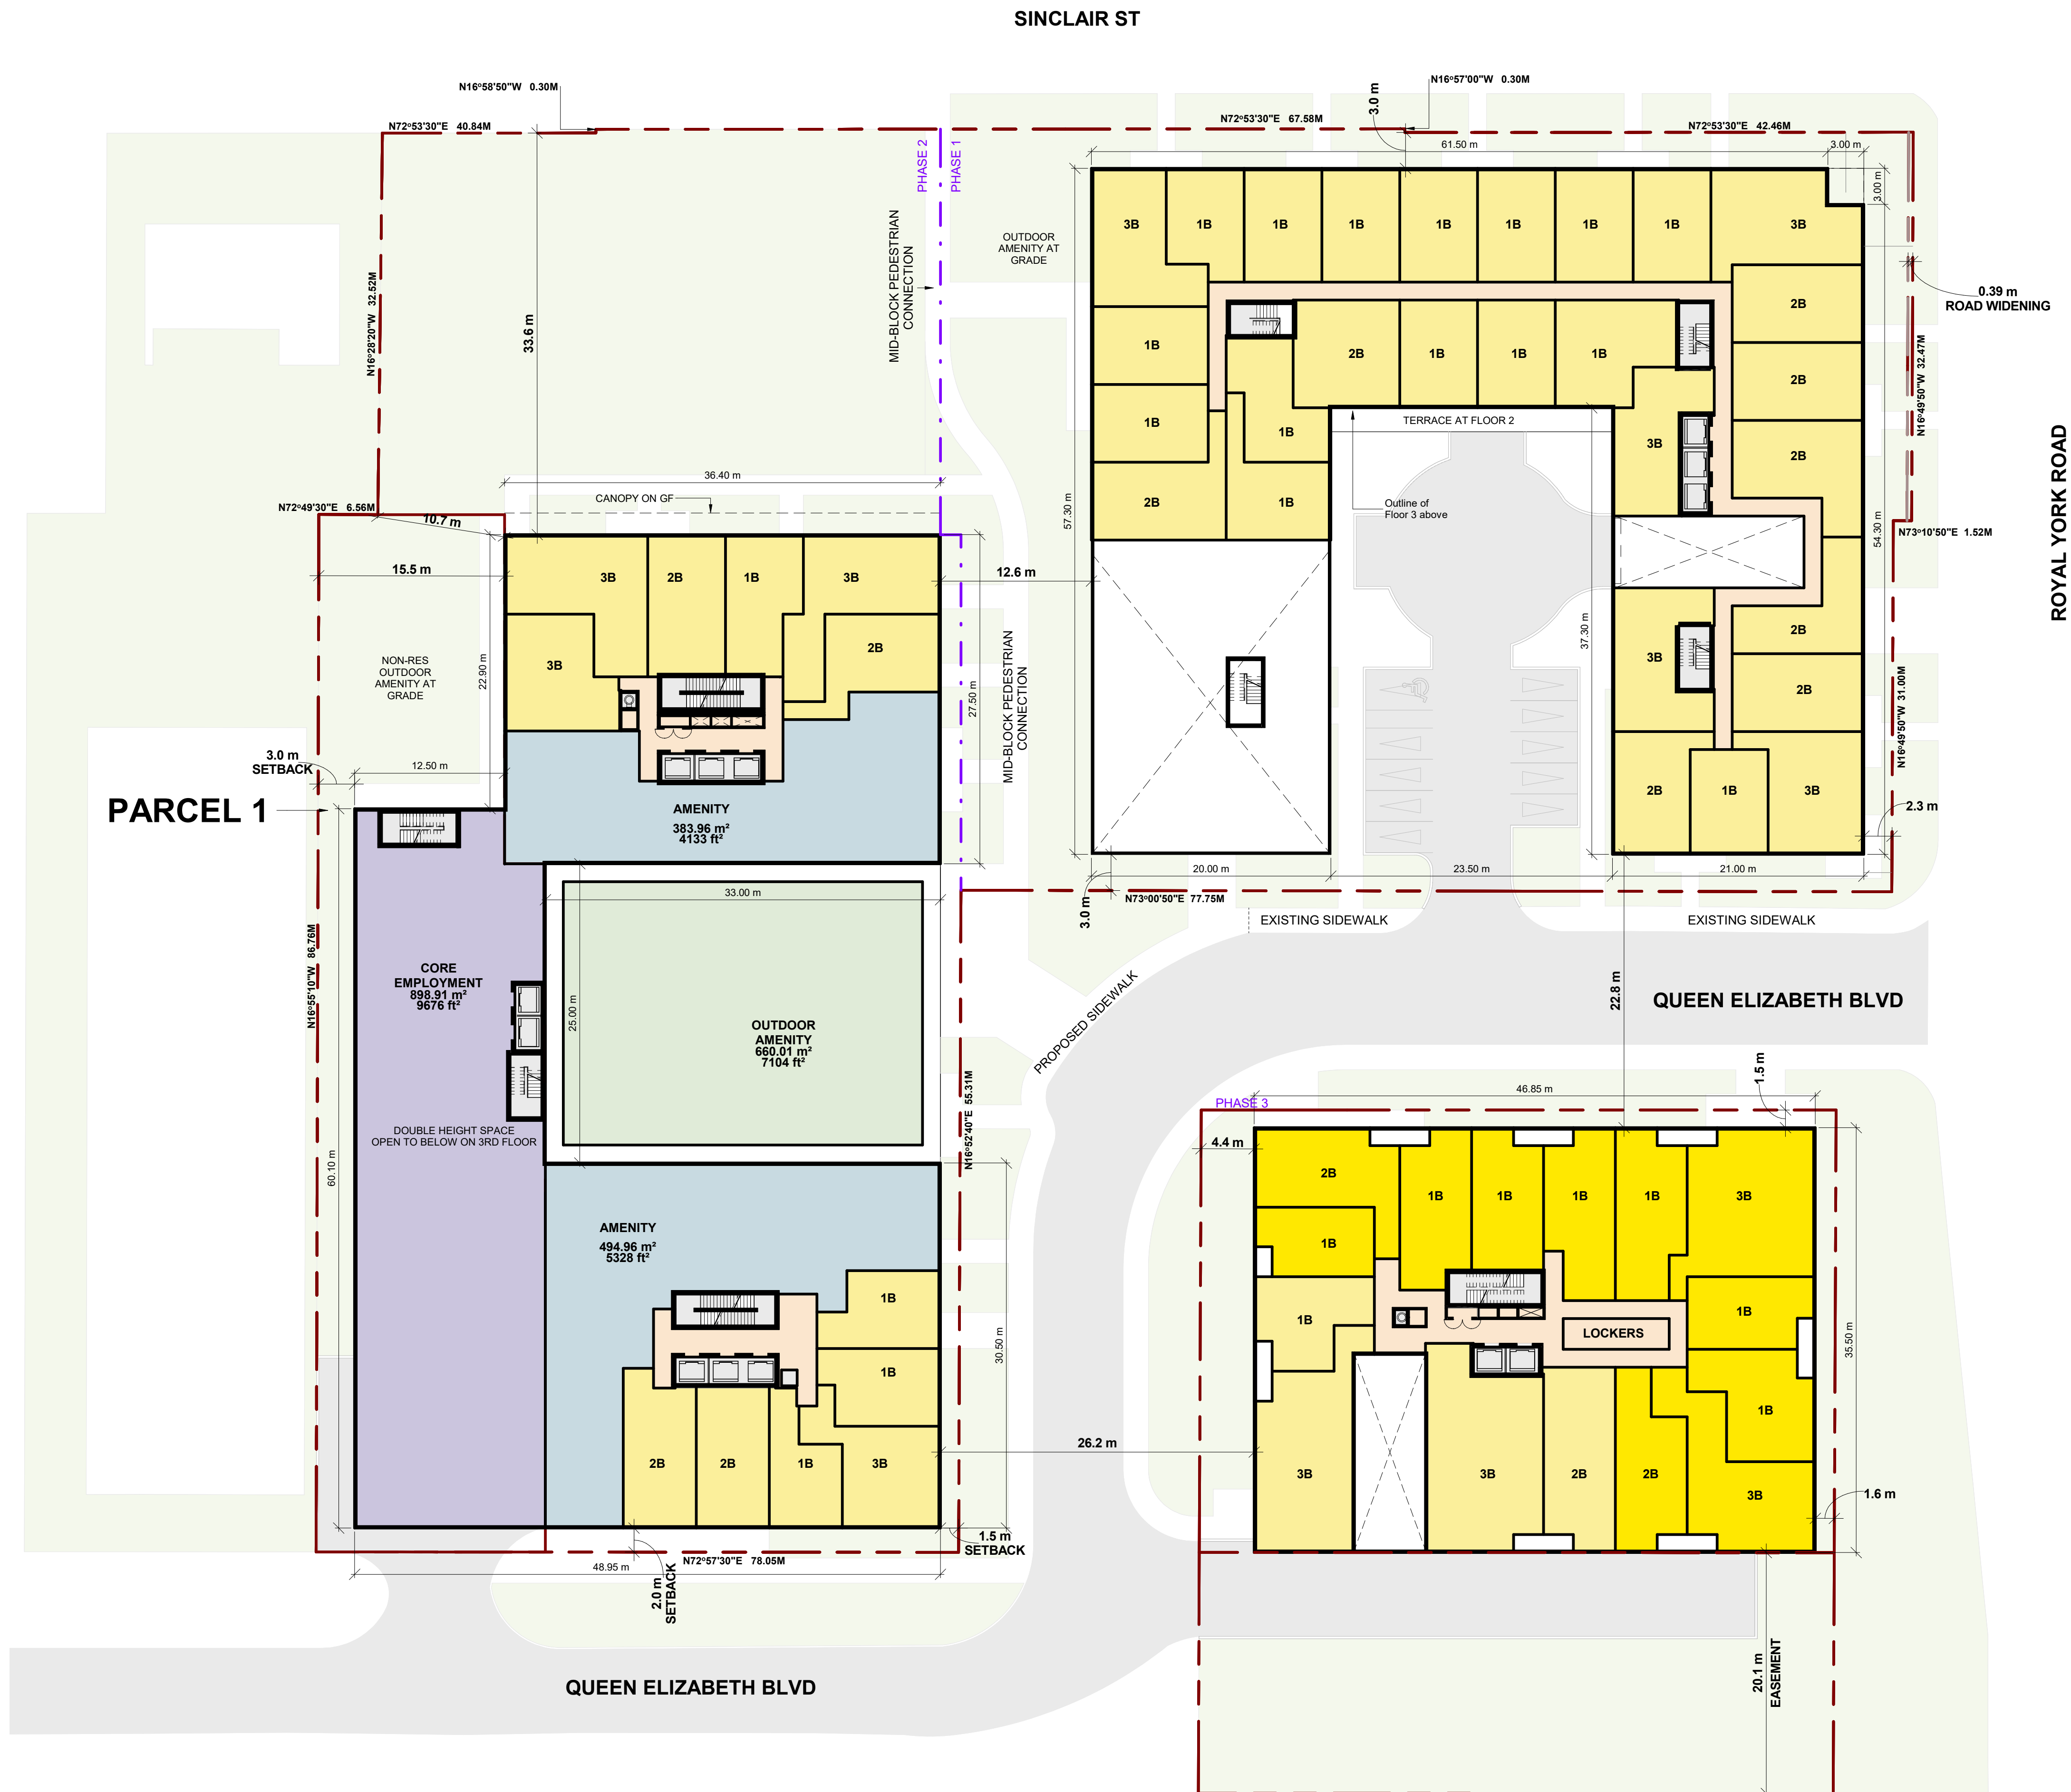 SINCLAIR ST
N16°58'50"W 0.30M
N16°57'00"W 0.30M
3.0 m
N72°53'30"E 40.84M
N72°53'30"E 67.58M
N72°53'30"E 42.46M
61.50 m
3.00 m
3.00 m
PHASE 2
PHASE 1
MID-BLOCK PEDESTRIAN
CONNECTION
OUTDOOR
AMENITY AT
GRADE
3B
1B
1B
1B
1B
1B
1B
1B
3B
N16°28'20"W 32.52M
33.6 m
0.39 m
ROAD WIDENING
2B
1B
2B
1B
1B
1B
2B
N16°49'50"W 32.47M
TERRACE AT FLOOR 2
1B
1B
3B
2B
ROYAL YORK ROAD
36.40 m
CANOPY ON GF
N72°49'30"E 6.56M
10.7 m
2B
1B
Outline of
Floor 3 above
57.30 m
54.30 m
N73°10'50"E 1.52M
15.5 m
3B
2B
1B
3B
12.6 m
37.30 m
2B
3B
2B
3B
2B
NON-RES
OUTDOOR
AMENITY AT
GRADE
22.90 m
27.50 m
MID-BLOCK PEDESTRIAN
CONNECTION
N16°49'50"W 31.00M
3.0 m
SETBACK
12.50 m
PARCEL 1
AMENITY
383.96 m²
4133 ft²
2B
1B
3B
2.3 m
33.00 m
20.00 m
23.50 m
21.00 m
3.0 m
N73°00'50"E 77.75M
EXISTING SIDEWALK
EXISTING SIDEWALK
N16°55'10"W 86.76M
CORE
EMPLOYMENT
898.91 m²
9676 ft²
25.00 m
OUTDOOR
AMENITY
660.01 m²
7104 ft²
PROPOSED SIDEWALK
22.8 m
QUEEN ELIZABETH BLVD
N16°52'40"E 55.31M
DOUBLE HEIGHT SPACE
OPEN TO BELOW ON 3RD FLOOR
60.10 m
PHASE 3
46.85 m
1.5 m
4.4 m
2B
1B
1B
1B
1B
3B
AMENITY
494.96 m²
5328 ft²
1B
1B
1B
1B
LOCKERS
1B
30.50 m
35.50 m
1B
1B
26.2 m
2B
2B
1B
3B
3B
3B
2B
2B
3B
1.6 m
1.5 m
SETBACK
N72°57'30"E 78.05M
48.95 m
2.0 m
SETBACK
20.1 m
EASEMENT
QUEEN ELIZABETH BLVD